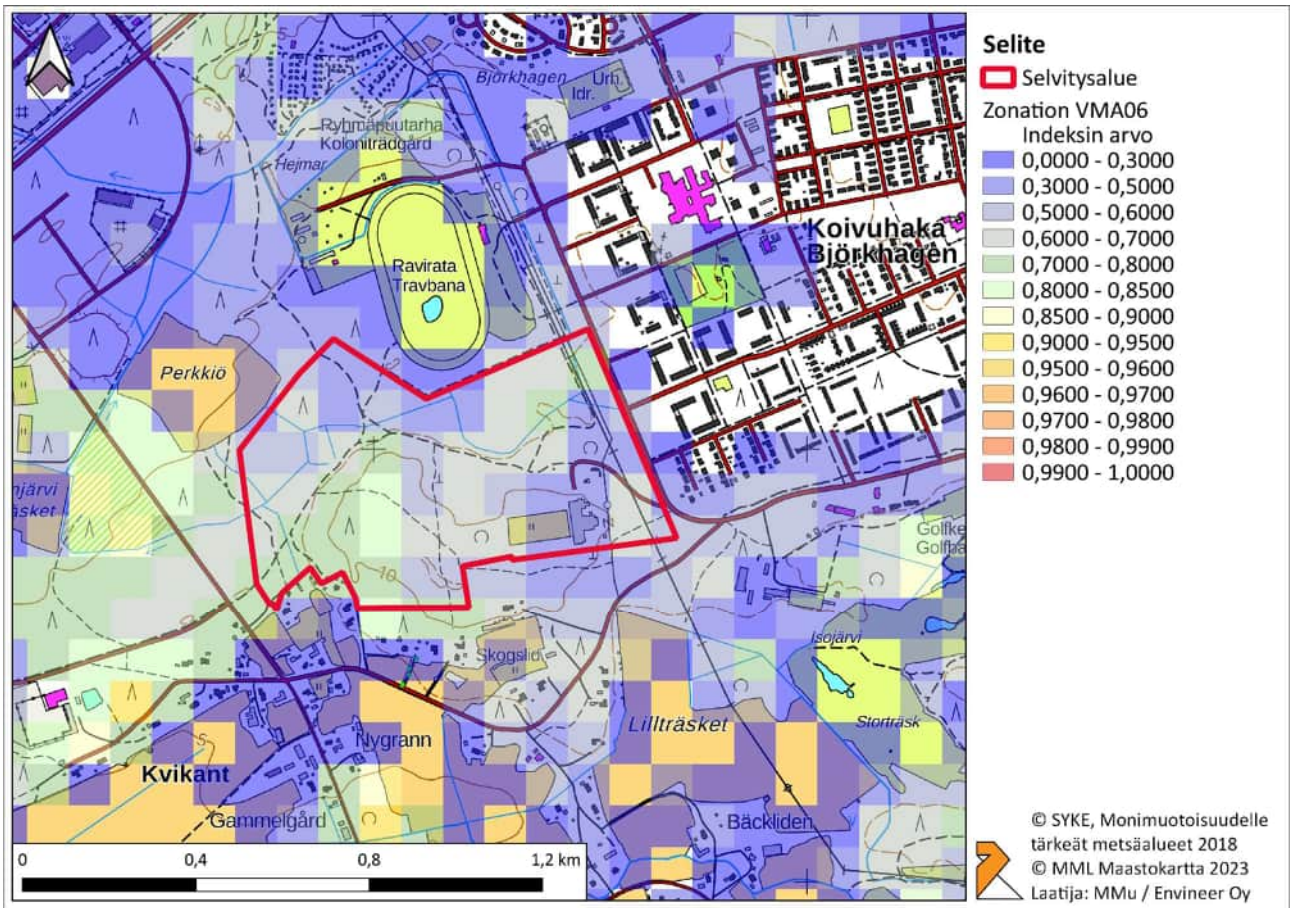 Björkhagen
Urh.
Idr.
Ryhmäpuutarha
Koloniträdgård
Hejmar
Koivuhaka
Björkhagen
Ravirata
Travbana
Perkkiö
njärvi
äsket
10
Golfke
Golfba
Isojärvi
Skogslid
Storträsk
Lillträsket
Nygrann
Kvikant
Gammelgård
Bäckliden
0 0,4 0,8 1,2 km
Selite
Selvitysalue
Zonation VMA06
Indeksin arvo
0,0000 - 0,3000
0,3000 - 0,5000
0,5000 - 0,6000
0,6000 - 0,7000
0,7000 - 0,8000
0,8000 - 0,8500
0,8500 - 0,9000
0,9000 - 0,9500
0,9500 - 0,9600
0,9600 - 0,9700
0,9700 - 0,9800
0,9800 - 0,9900
0,9900 - 1,0000
© SYKE, Monimuotoisuudelle
tärkeät metsäalueet 2018
© MML Maastokartta 2023
Laatija: MMu / Envineer Oy